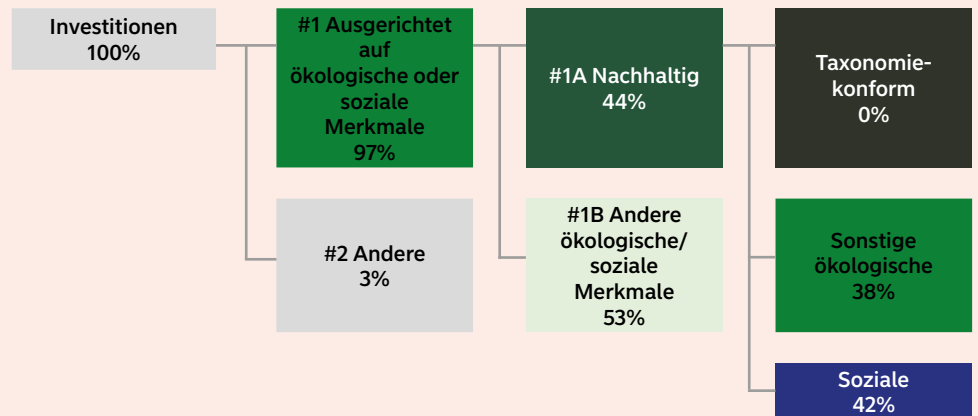 Investitionen
100%
#1 Ausgerichtet
auf
ökologische oder
soziale
Merkmale
97%
#2 Andere
3%
#1A Nachhaltig
44%
#1B Andere
ökologische/
soziale
Merkmale
53%
Taxonomie-
konform
0%
Sonstige
ökologische
38%
Soziale
42%